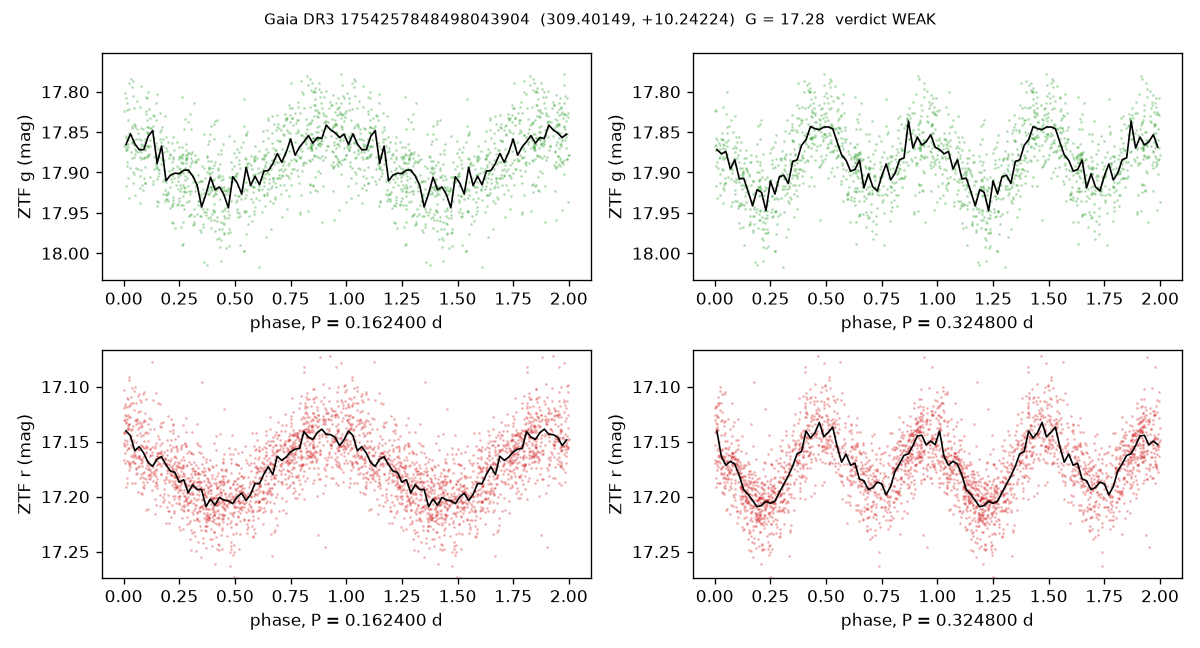 Gaia DR3 1754257848498043904  (309.40149, +10.24224)  G = 17.28  verdict WEAK
ZTF g (mag)
17.80
17.85
17.90
17.95
18.00
0.00 0.25 0.50 0.75 1.00 1.25 1.50 1.75 2.00
phase, P = 0.162400 d
ZTF g (mag)
17.80
17.85
17.90
17.95
18.00
0.00 0.25 0.50 0.75 1.00 1.25 1.50 1.75 2.00
phase, P = 0.324800 d
ZTF r (mag)
17.10
17.15
17.20
17.25
0.00 0.25 0.50 0.75 1.00 1.25 1.50 1.75 2.00
phase, P = 0.162400 d
ZTF r (mag)
17.10
17.15
17.20
17.25
0.00 0.25 0.50 0.75 1.00 1.25 1.50 1.75 2.00
phase, P = 0.324800 d